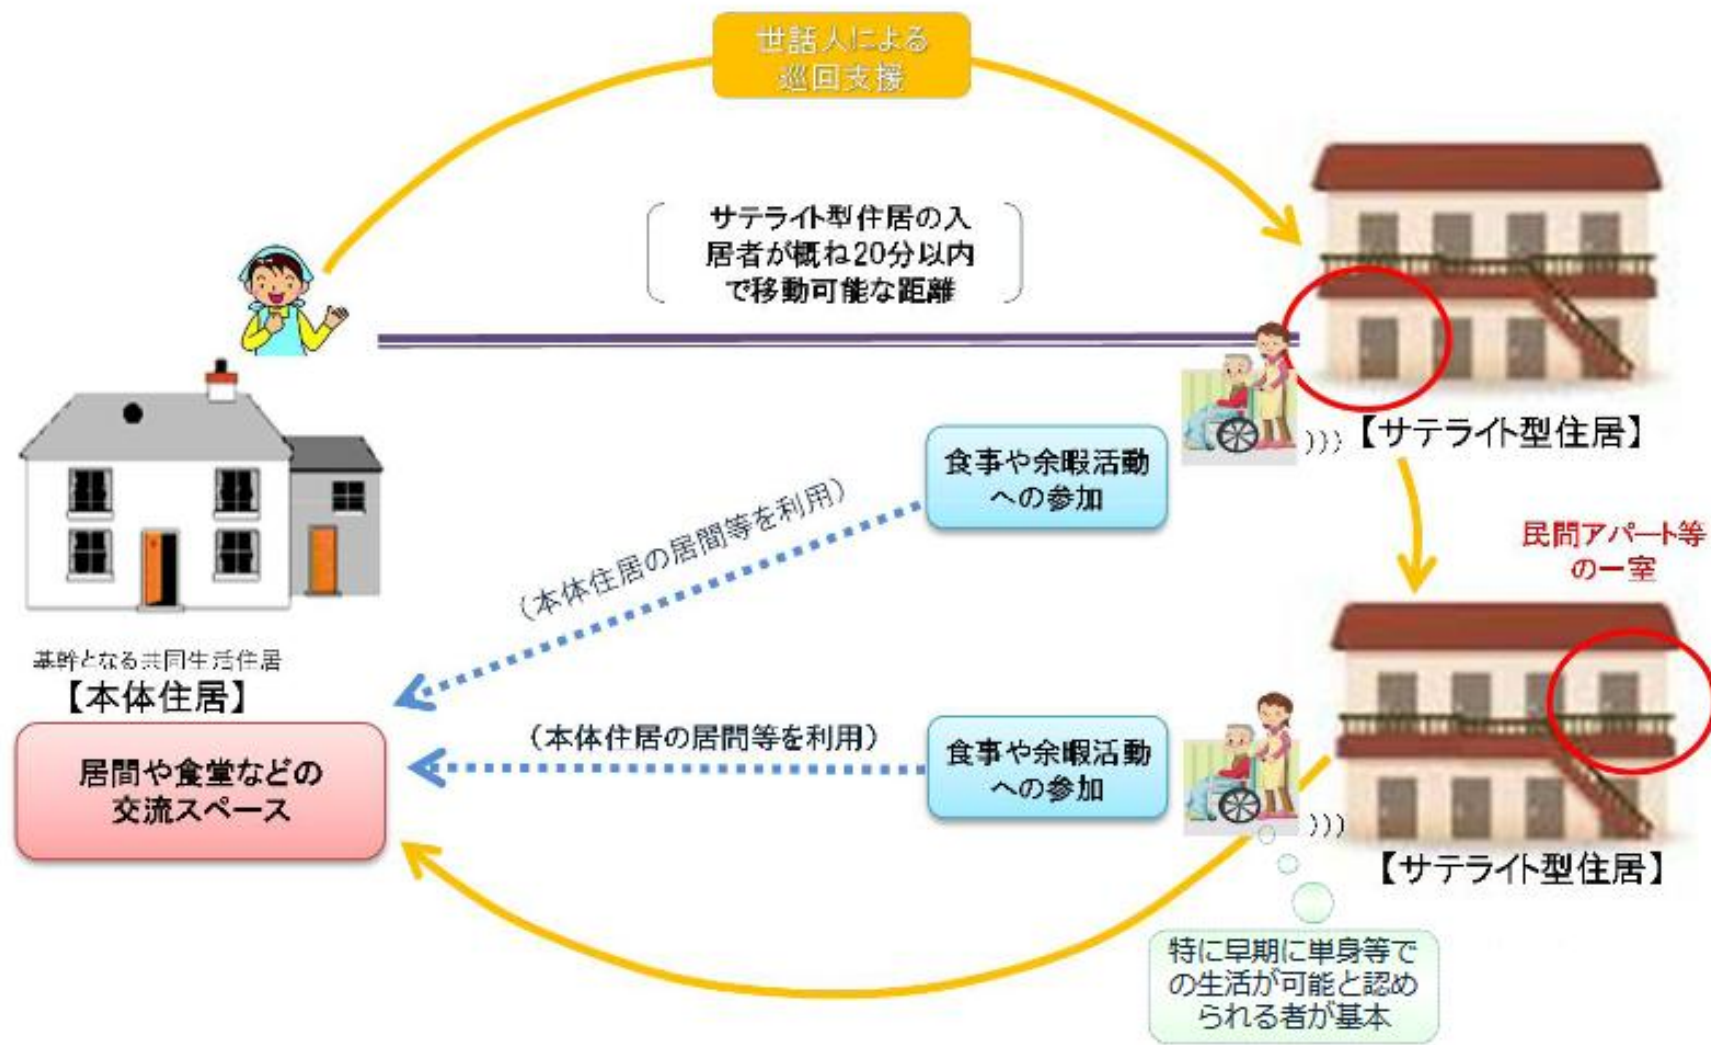 世話人による
巡回支援
サテライト型住居の入
居者が概ね20分以内
で移動可能な距離
【サテライト型住居】
食事や余暇活動
への参加
(本体住居の居間等を利用)
民間アパート等
の一室
基幹となる共同生活住居
【本体住居】
居間や食堂などの
交流スペース
(本体住居の居間等を利用)
食事や余暇活動
への参加
【サテライト型住居】
特に早期に単身等で
の生活が可能と認め
られる者が基本